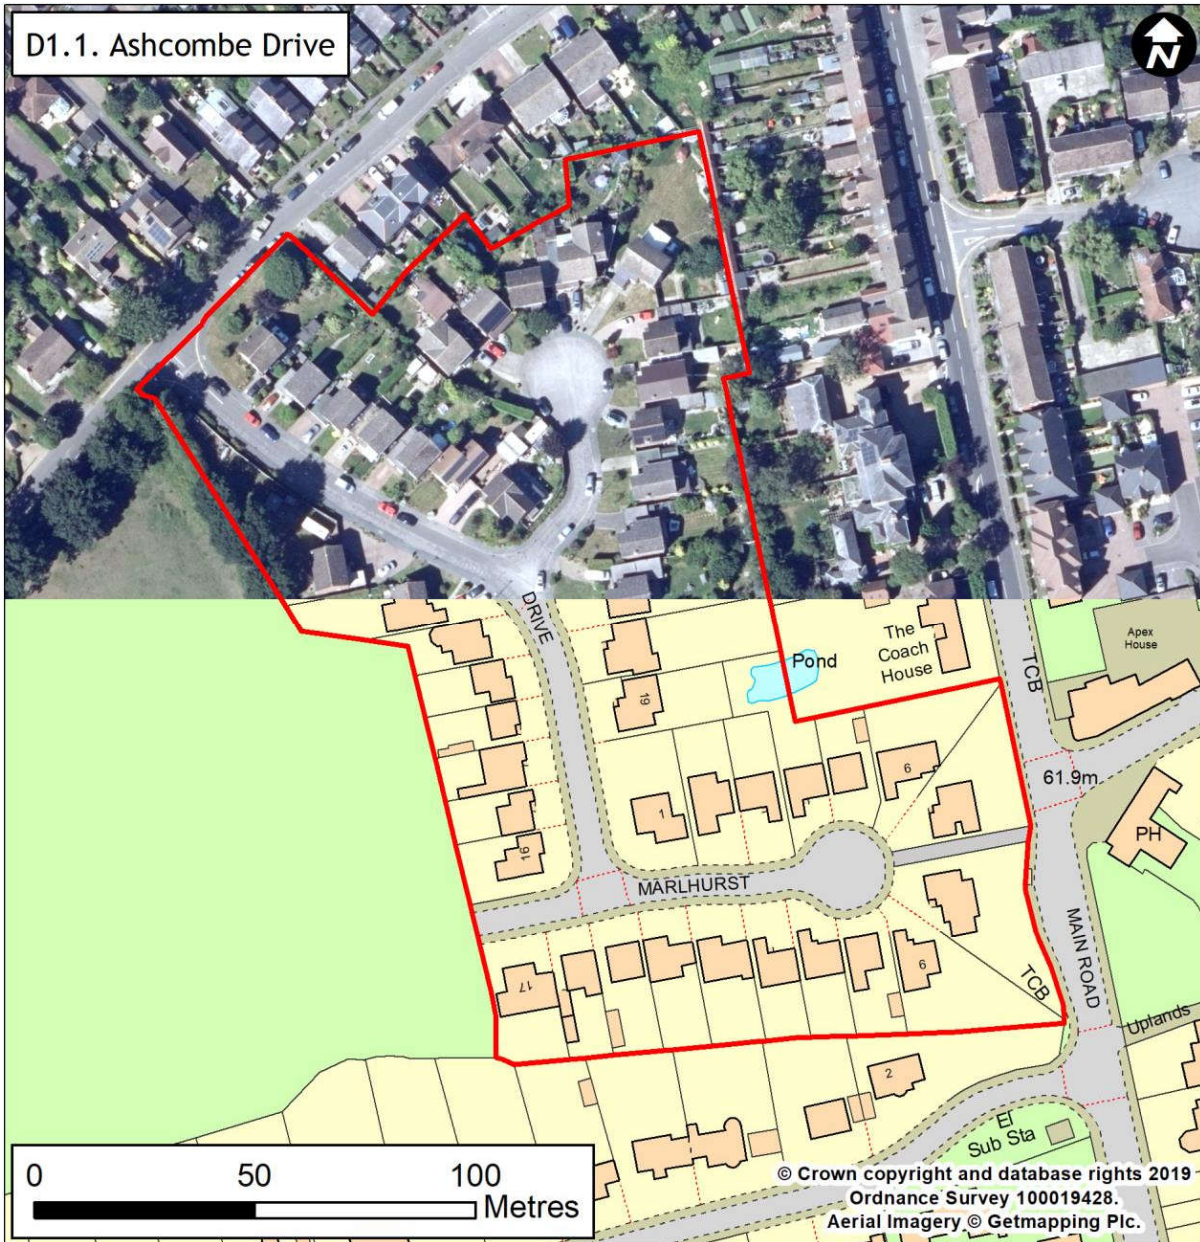 D1.1. Ashcombe Drive
N
DRIVE
The
Coach
House
Pond
TCB
Apex
House
19
61.9m
6
7
1
PH
16
MARLHURST
MAIN ROAD
17
6
TCB
Uplands
2
El
Sub Sta
0 50 100
Metres
© Crown copyright and database rights 2019
Ordnance Survey 100019428.
Aerial Imagery © Getmapping Plc.